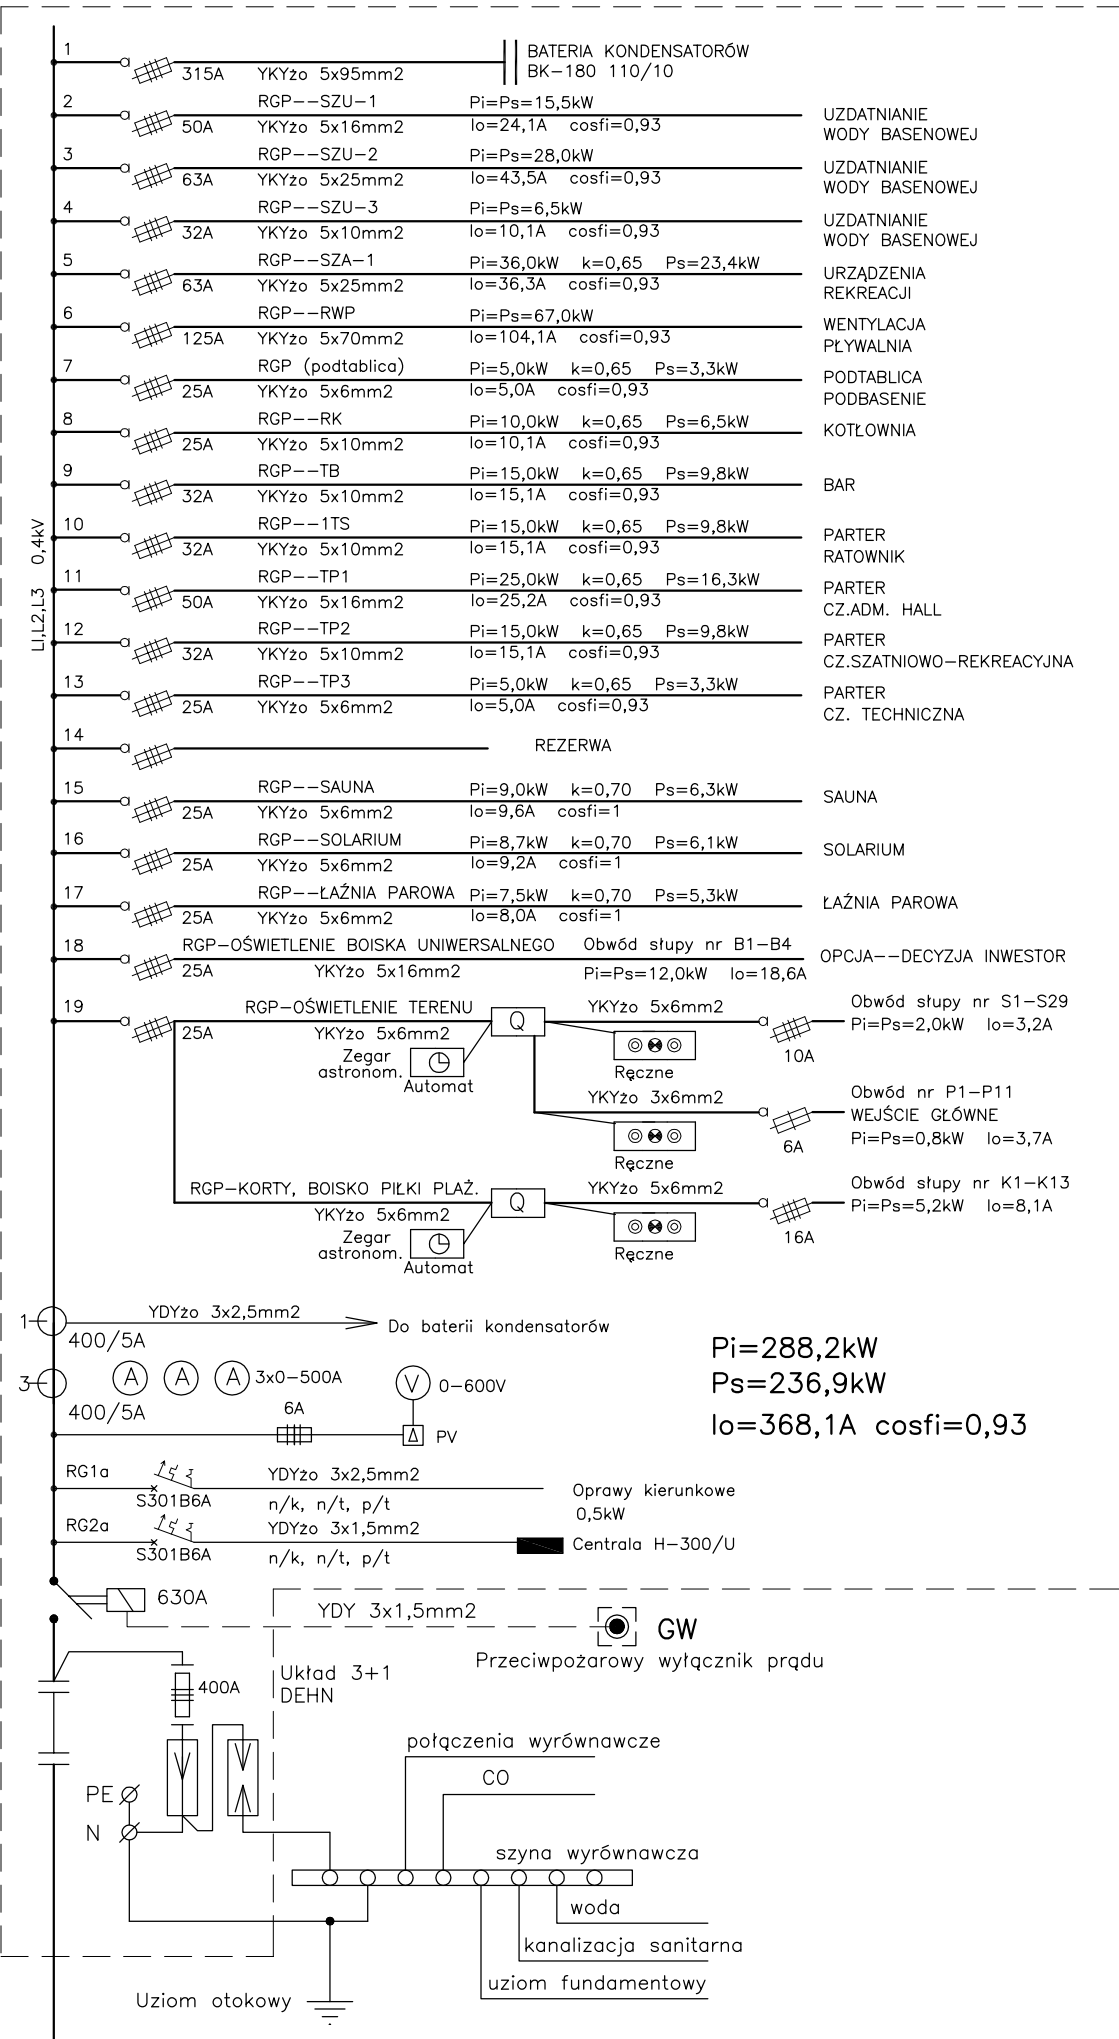 1
315A
YKYżo 5x95mm2
BATERIA KONDENSATORÓW
BK-180 110/10
2
50A
RGP--SZU-1
YKYżo 5x16mm2
Pi=Ps=15,5kW
Io=24,1A cosfi=0,93
UZDATNIANIE
WODY BASENOWEJ
3
63A
RGP--SZU-2
YKYżo 5x25mm2
Pi=Ps=28,0kW
Io=43,5A cosfi=0,93
UZDATNIANIE
WODY BASENOWEJ
4
32A
RGP--SZU-3
YKYżo 5x10mm2
Pi=Ps=6,5kW
Io=10,1A cosfi=0,93
UZDATNIANIE
WODY BASENOWEJ
5
63A
RGP--SZA-1
YKYżo 5x25mm2
Pi=36,0kW k=0,65 Ps=23,4kW
Io=36,3A cosfi=0,93
URZĄDZENIA
REKREACJI
6
125A
RGP--RWP
YKYżo 5x70mm2
Pi=Ps=67,0kW
Io=104,1A cosfi=0,93
WENTYLACJA
PŁYWALNIA
7
25A
RGP (podtablica)
YKYżo 5x6mm2
Pi=5,0kW k=0,65 Ps=3,3kW
Io=5,0A cosfi=0,93
PODTABLICA
PODBASENIE
8
25A
RGP--RK
YKYżo 5x10mm2
Pi=10,0kW k=0,65 Ps=6,5kW
Io=10,1A cosfi=0,93
KOTŁOWNIA
9
32A
RGP--TB
YKYżo 5x10mm2
Pi=15,0kW k=0,65 Ps=9,8kW
Io=15,1A cosfi=0,93
BAR
10
32A
RGP--1TS
YKYżo 5x10mm2
Pi=15,0kW k=0,65 Ps=9,8kW
Io=15,1A cosfi=0,93
PARTER
RATOWNIK
L1,L2,L3 0,4kV
11
50A
RGP--TP1
YKYżo 5x16mm2
Pi=25,0kW k=0,65 Ps=16,3kW
Io=25,2A cosfi=0,93
PARTER
CZ.ADM. HALL
12
32A
RGP--TP2
YKYżo 5x10mm2
Pi=15,0kW k=0,65 Ps=9,8kW
Io=15,1A cosfi=0,93
PARTER
CZ.SZATNIOWO-REKREACYJNA
13
25A
RGP--TP3
YKYżo 5x6mm2
Pi=5,0kW k=0,65 Ps=3,3kW
Io=5,0A cosfi=0,93
PARTER
CZ. TECHNICZNA
14
REZERWA
15
25A
RGP--SAUNA
YKYżo 5x6mm2
Pi=9,0kW k=0,70 Ps=6,3kW
Io=9,6A cosfi=1
SAUNA
16
25A
RGP--SOLARIUM
YKYżo 5x6mm2
Pi=8,7kW k=0,70 Ps=6,1kW
Io=9,2A cosfi=1
SOLARIUM
17
25A
RGP--ŁAŹNIA PAROWA
YKYżo 5x6mm2
Pi=7,5kW k=0,70 Ps=5,3kW
Io=8,0A cosfi=1
ŁAŹNIA PAROWA
18
25A
RGP-OŚWIETLENIE BOISKA UNIWERSALNEGO
YKYżo 5x16mm2
Obwód słupy nr B1-B4
Pi=Ps=12,0kW Io=18,6A
OPCJA--DECYZJA INWESTOR
19
25A
RGP-OŚWIETLENIE TERENU
YKYżo 5x6mm2
Zegar
astronom.
Automat
Q
YKYżo 5x6mm2
Ręczne
10A
Obwód słupy nr S1-S29
Pi=Ps=2,0kW Io=3,2A
YKYżo 3x6mm2
Ręczne
6A
Obwód nr P1-P11
WEJŚCIE GŁÓWNE
Pi=Ps=0,8kW Io=3,7A
RGP-KORTY, BOISKO PIŁKI PLAŻ.
YKYżo 5x6mm2
Zegar
astronom.
Automat
Q
YKYżo 5x6mm2
Ręczne
16A
Obwód słupy nr K1-K13
Pi=Ps=5,2kW Io=8,1A
1
400/5A
YDYżo 3x2,5mm2
Do baterii kondensatorów
Pi=288,2kW
Ps=236,9kW
Io=368,1A cosfi=0,93
3
400/5A
A A A 3x0-500A
V 0-600V
6A
PV
RG1a
S301B6A
YDYżo 3x2,5mm2
n/k, n/t, p/t
Oprawy kierunkowe
0,5kW
RG2a
S301B6A
YDYżo 3x1,5mm2
n/k, n/t, p/t
Centrala H-300/U
630A
YDY 3x1,5mm2
GW
Przeciwpożarowy wyłącznik prądu
400A
Układ 3+1
DEHN
połączenia wyrównawcze
CO
PE
N
szyna wyrównawcza
woda
kanalizacja sanitarna
uziom fundamentowy
Uziom otokowy